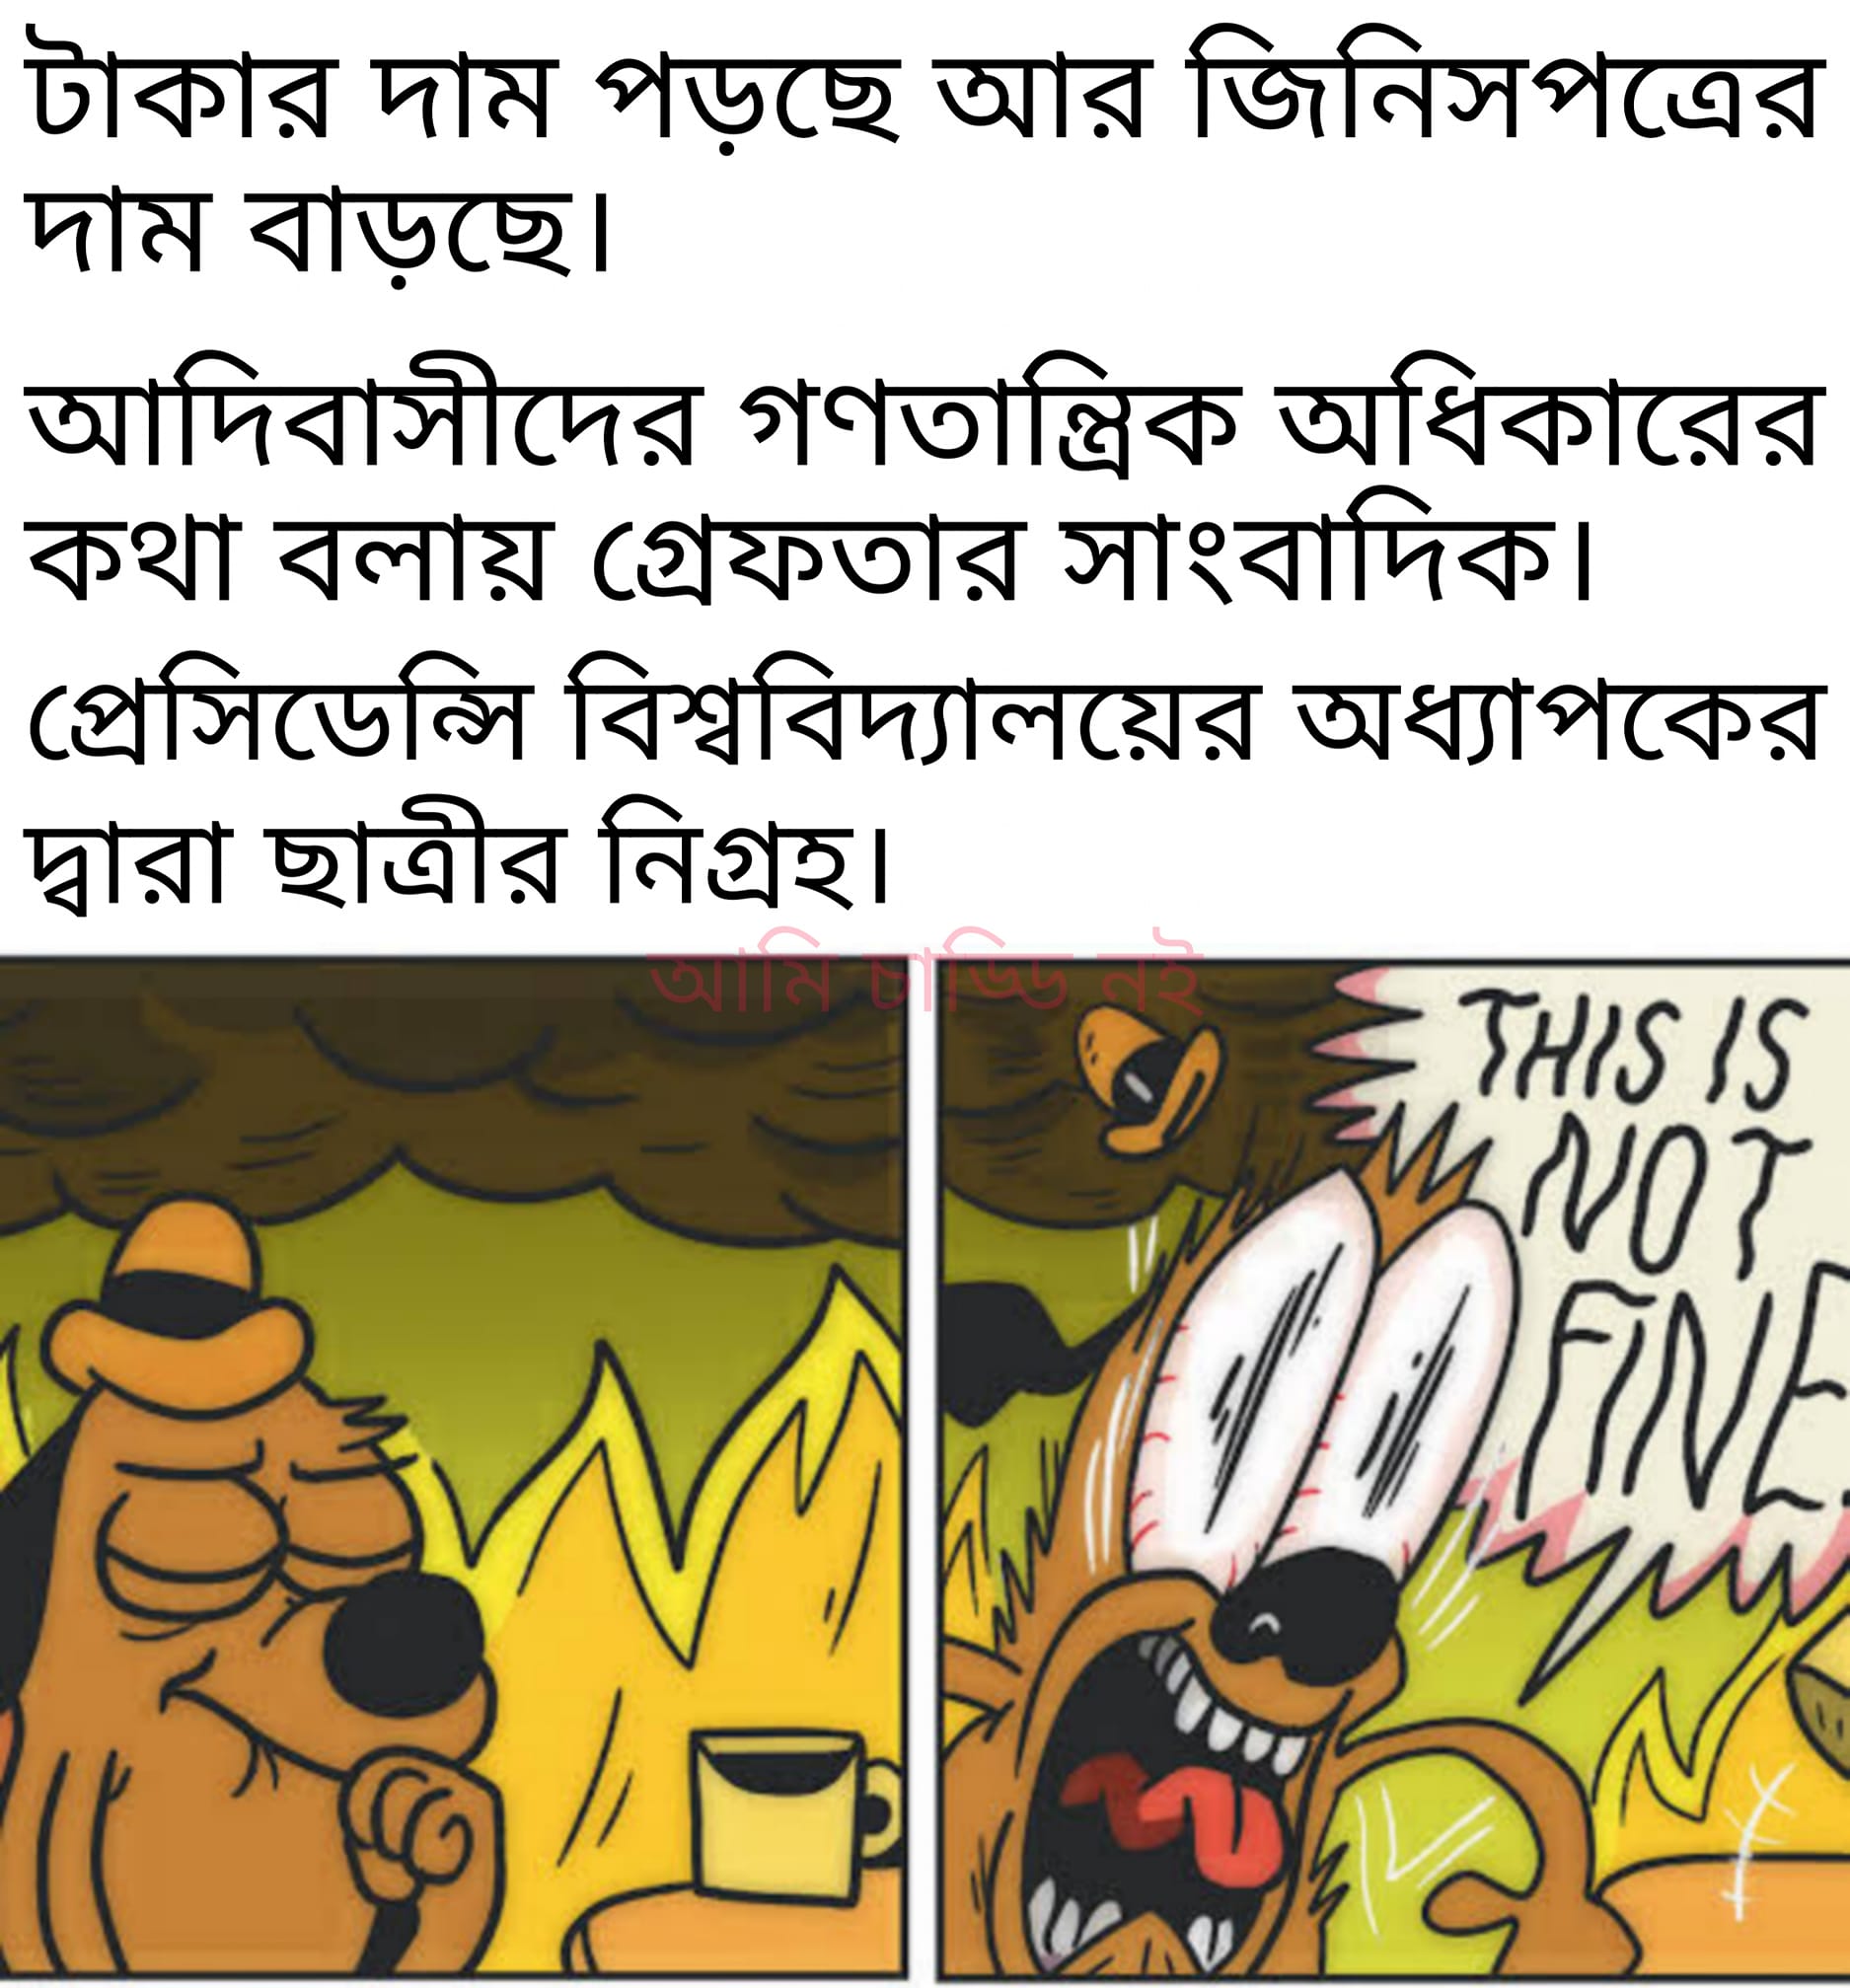 টাকার দাম পড়ছে আর জিনিসপত্রের
দাম বাড়ছে।
আদিবাসীদের গণতান্ত্রিক অধিকারের
কথা বলায় গ্রেফতার সাংবাদিক।
প্রেসিডেন্সি বিশ্ববিদ্যালয়ের অধ্যাপকের
দ্বারা ছাত্রীর নিগ্রহ।
আমি চাড্ডি নই
THIS IS
NOT
FINE.